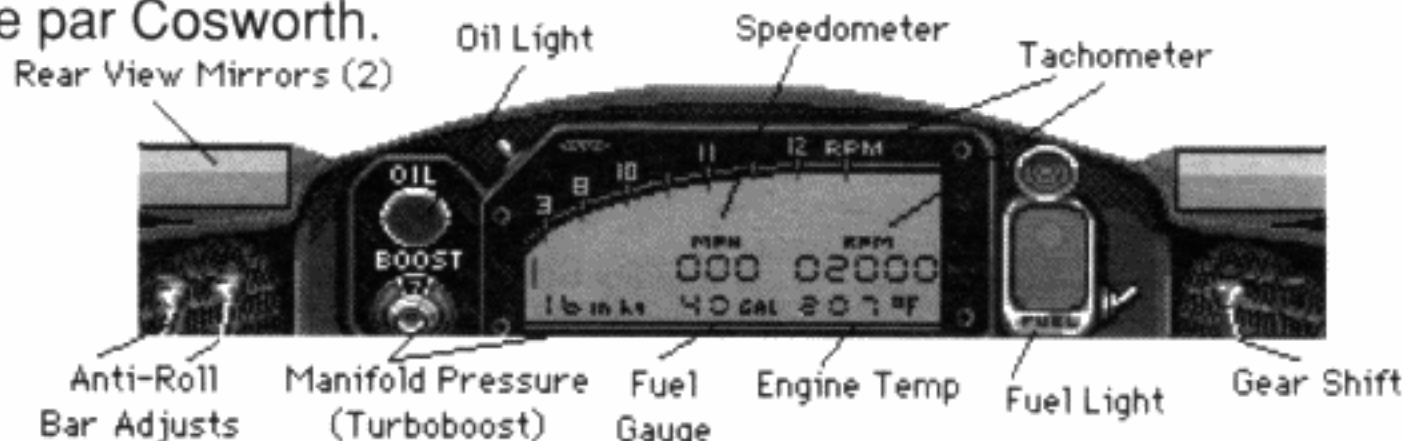 e par Cosworth.
Oil Light
Speedometer
Tachometer
Rear View Mirrors (2)
OIL
BOOST
3 8 10 11 12 RPM
MPH RPM
000 02000
16 in hg 40 GAL 207 °F
FUEL
Anti-Roll
Bar Adjusts
Manifold Pressure
(Turboboost)
Fuel
Gauge
Engine Temp
Fuel Light
Gear Shift